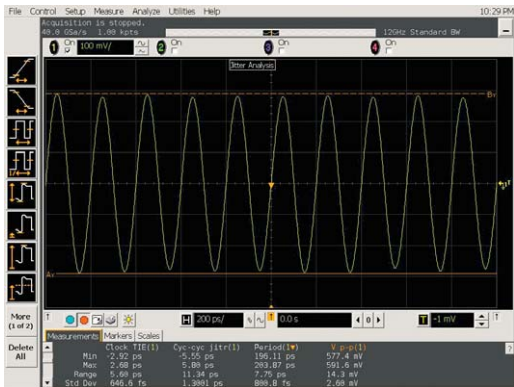 File Control Setup Measure Analyze Utilities Help 10:29 PM
Acquisition is stopped.
40.0 GSa/s 1.00 kpts 12GHz Standard BW
1 On 100 mV/ 2 On 3 On 4 On
Jitter Analysis
B
A
T
More
(1 of 2)
Delete
All
H 200 ps/ 0.0 s 0 T -1 mV
Measurements Markers Scales
Clock TIE(1) Cyc-cyc jitr(1) Period(1▼) V p-p(1)
Min -2.92 ps -5.55 ps 196.11 ps 577.4 mV
Max 2.68 ps 5.80 ps 203.87 ps 591.6 mV
Range 5.60 ps 11.34 ps 7.75 ps 14.3 mV
Std Dev 646.6 fs 1.3001 ps 800.8 fs 2.60 mV